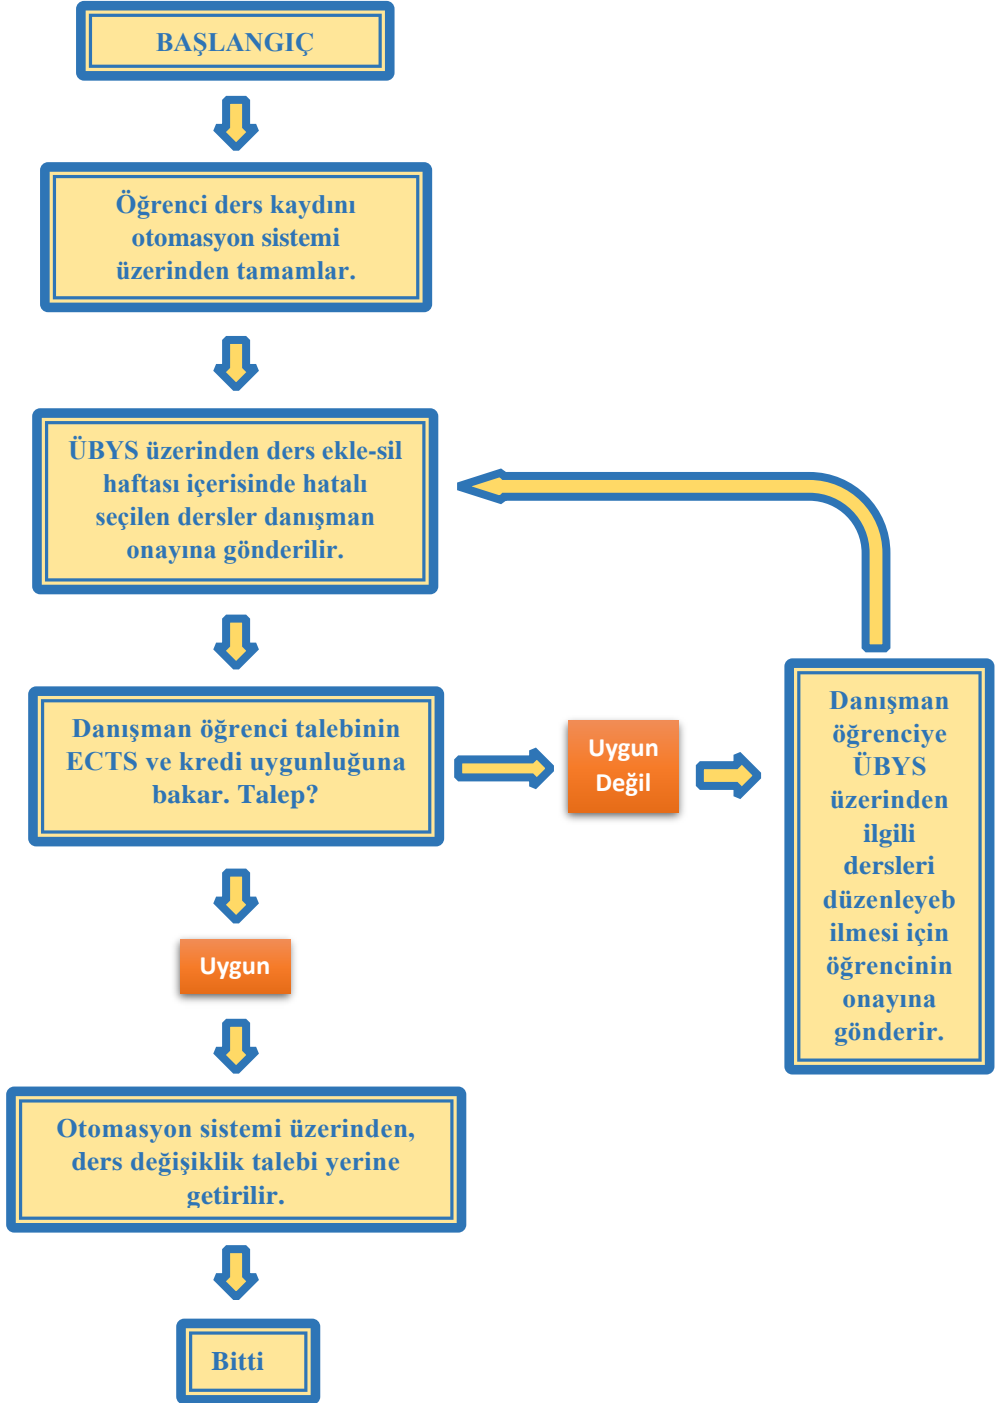 BAŞLANGIÇ
Öğrenci ders kaydını
otomasyon sistemi
üzerinden tamamlar.
ÜBYS üzerinden ders ekle-sil
haftası içerisinde hatalı
seçilen dersler danışman
onayına gönderilir.
Danışman öğrenci talebinin
ECTS ve kredi uygunluğuna
bakar. Talep?
Uygun
Değil
Danışman
öğrenciye
ÜBYS
üzerinden
ilgili
dersleri
düzenleyeb
ilmesi için
öğrencinin
onayına
gönderir.
Uygun
Otomasyon sistemi üzerinden,
ders değişiklik talebi yerine
getirilir.
Bitti